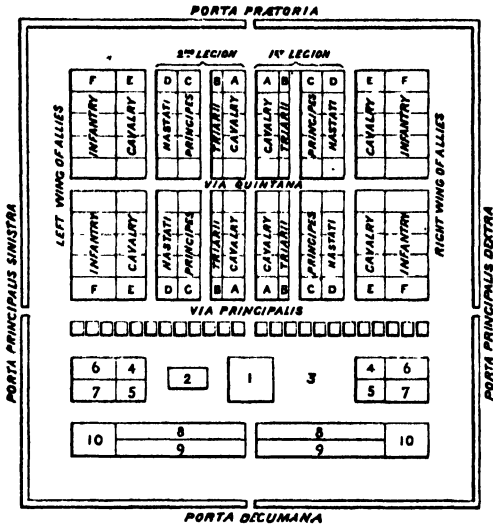 PORTA PRÆTORIA
2ND LEGION 1ST LEGION
F E D C B A A B C D E F
INFANTRY CAVALRY HASTATI PRINCIPES TRIARII CAVALRY CAVALRY TRIARII PRINCIPES HASTATI CAVALRY INFANTRY
LEFT WING OF ALLIES
RIGHT WING OF ALLIES
VIA QUINTANA
INFANTRY CAVALRY HASTATI PRINCIPES TRIARII CAVALRY CAVALRY TRIARII PRINCIPES HASTATI CAVALRY INFANTRY
F E D C B A A B C D E F
PORTA PRINCIPALIS SINISTRA
PORTA PRINCIPALIS DEXTRA
VIA PRINCIPALIS
6 4 2 1 3 4 6
7 5 5 7
10 8 8 10
9 9
PORTA DECUMANA